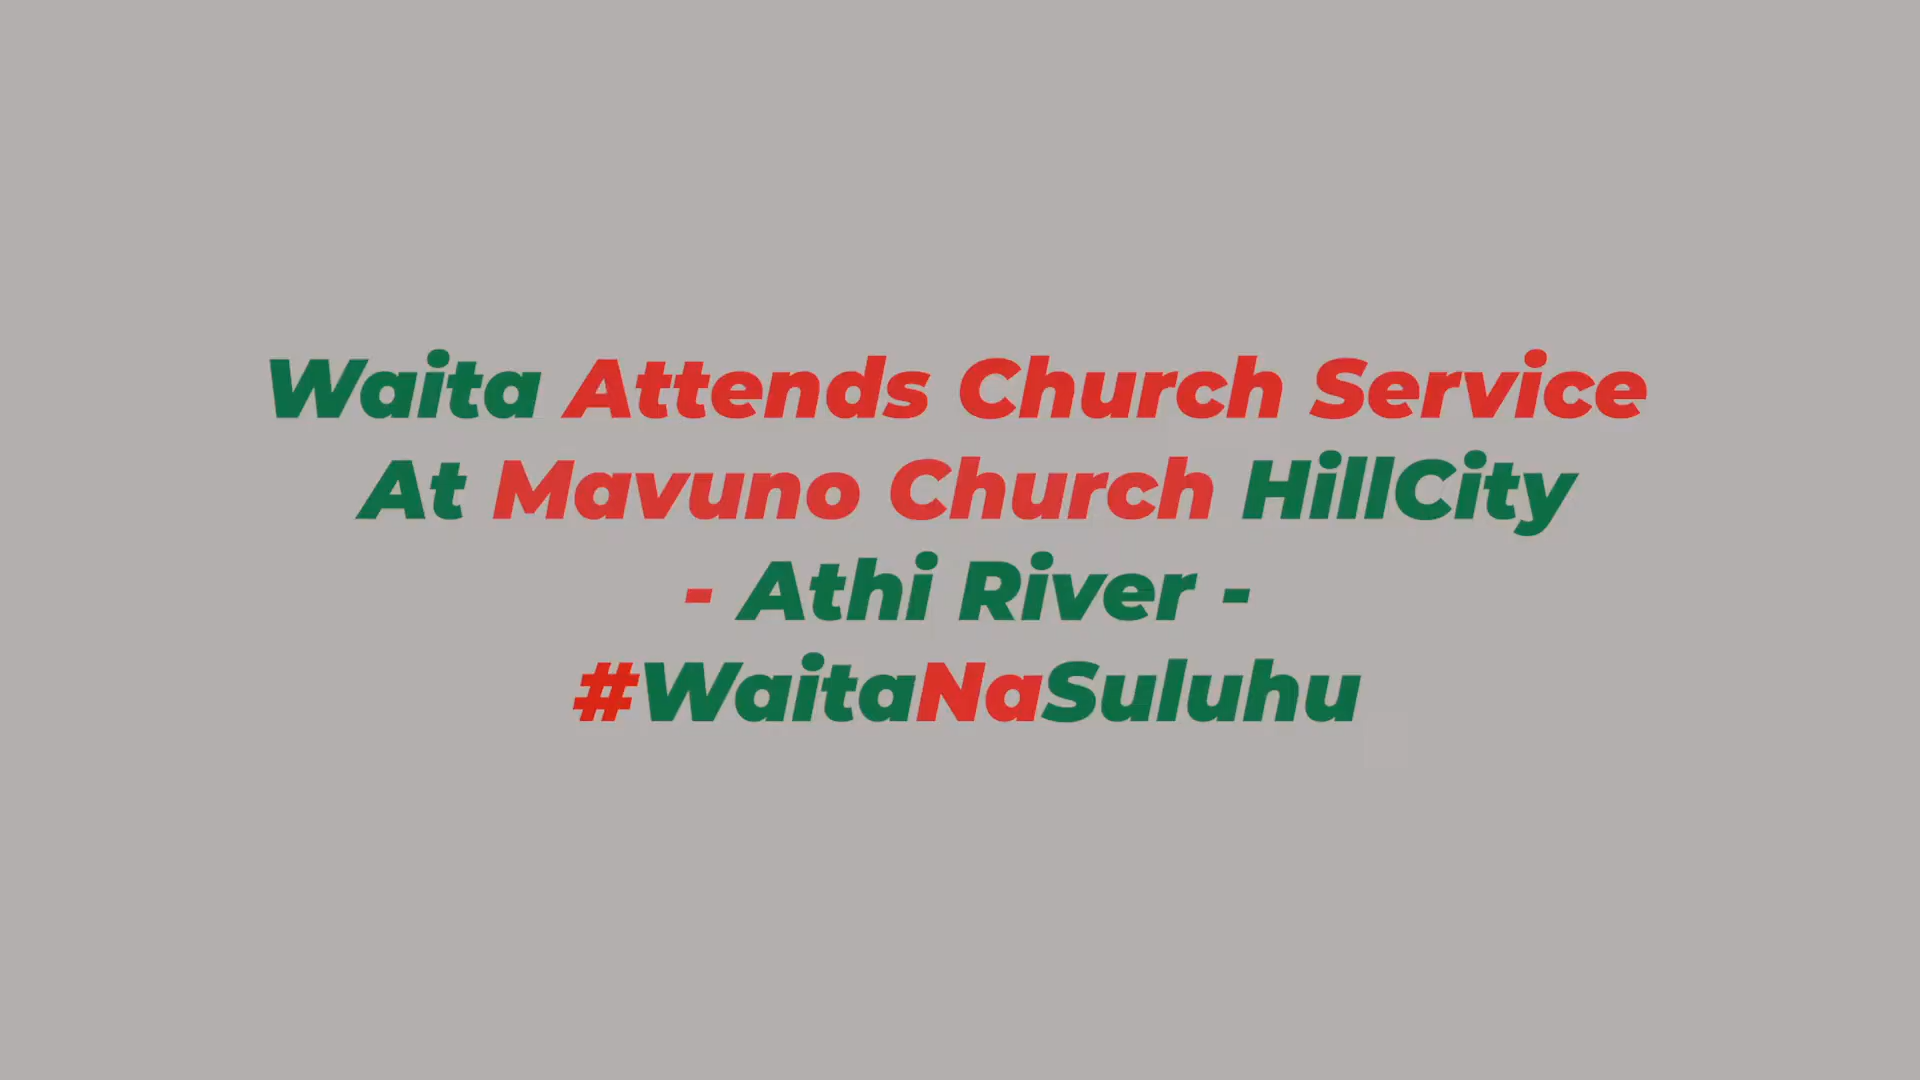 Waita Attends Church Service
At Mavuno Church HillCity
- Athi River -
#WaitaNaSuluhu